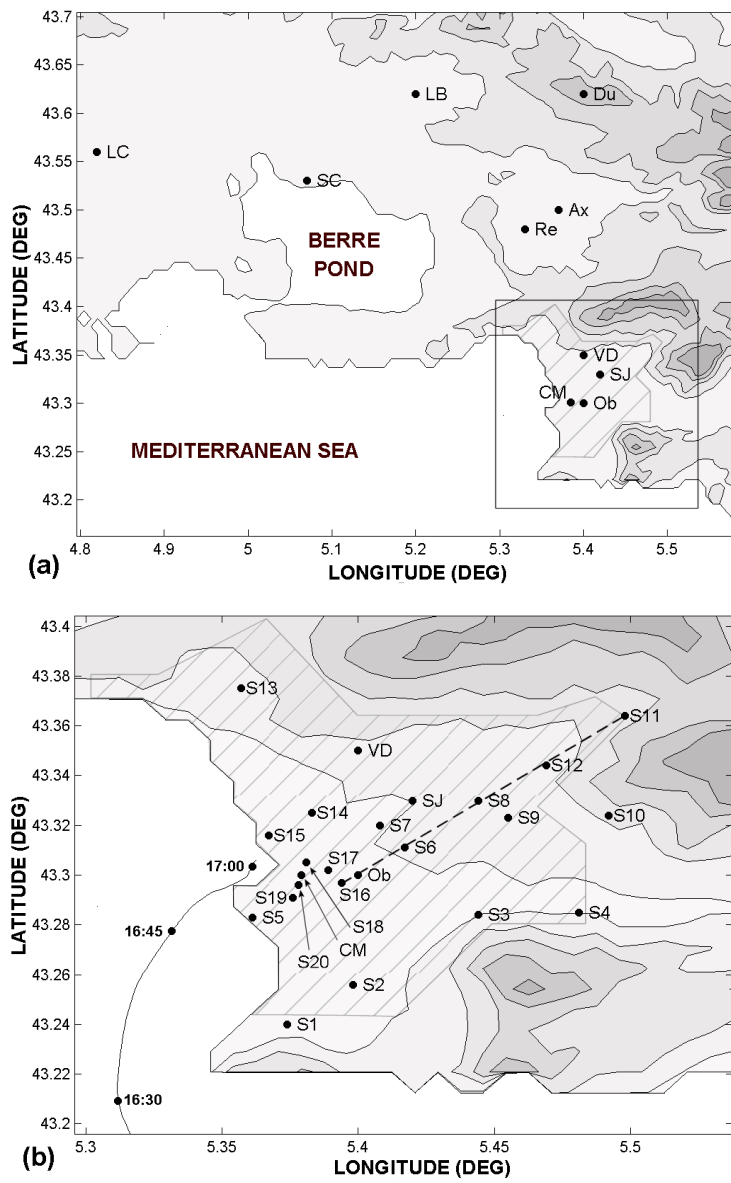 43.7
43.65
43.6
43.55
43.5
43.45
43.4
43.35
43.3
43.25
43.2
LATITUDE (DEG)
LB
Du
LC
SC
Ax
Re
BERRE
POND
VD
SJ
CM
Ob
MEDITERRANEAN SEA
4.8
4.9
5
5.1
5.2
5.3
5.4
5.5
LONGITUDE (DEG)
(a)
43.4
43.38
43.36
43.34
43.32
43.3
43.28
43.26
43.24
43.22
43.2
LATITUDE (DEG)
S13
S11
VD
S12
S14
SJ
S8
S10
S15
S7
S9
S6
17:00
S17
Ob
S16
S19
S5
S18
S3
S4
16:45
CM
S20
S2
S1
16:30
5.3
5.35
5.4
5.45
5.5
LONGITUDE (DEG)
(b)